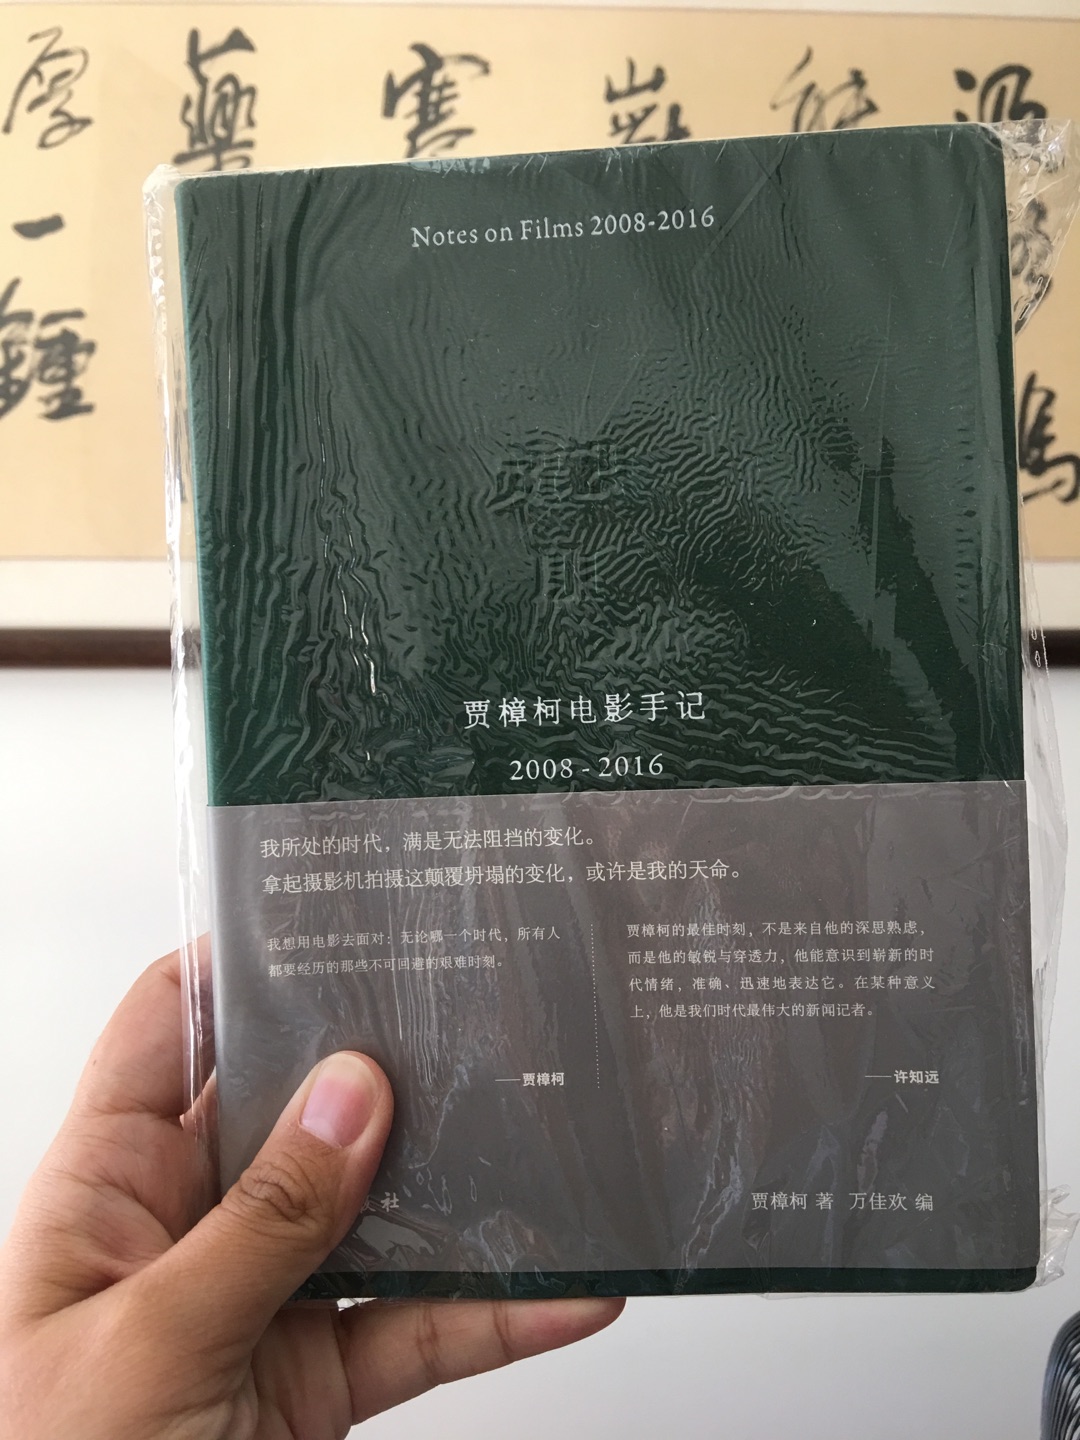 厚 藥 寒
一
鍾
Notes on Films 2008-2016
贾樟柯电影手记
2008 - 2016
我所处的时代，满是无法阻挡的变化。
拿起摄影机拍摄这颠覆坍塌的变化，或许是我的天命。
我想用电影去面对：无论哪一个时代，所有人
都要经历的那些不可回避的艰难时刻。
——贾樟柯
贾樟柯的最佳时刻，不是来自他的深思熟虑，
而是他的敏锐与穿透力，他能意识到崭新的时
代情绪，准确、迅速地表达它。在某种意义
上，他是我们时代最伟大的新闻记者。
——许知远
社
贾樟柯 著 万佳欢 编